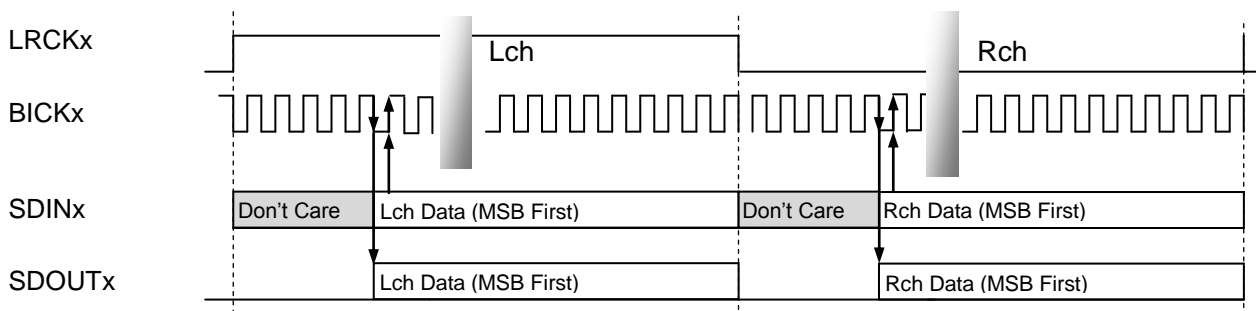 LRCKx
Lch
Rch
BICKx
SDINx
Don't Care
Lch Data (MSB First)
Don't Care
Rch Data (MSB First)
SDOUTx
Lch Data (MSB First)
Rch Data (MSB First)